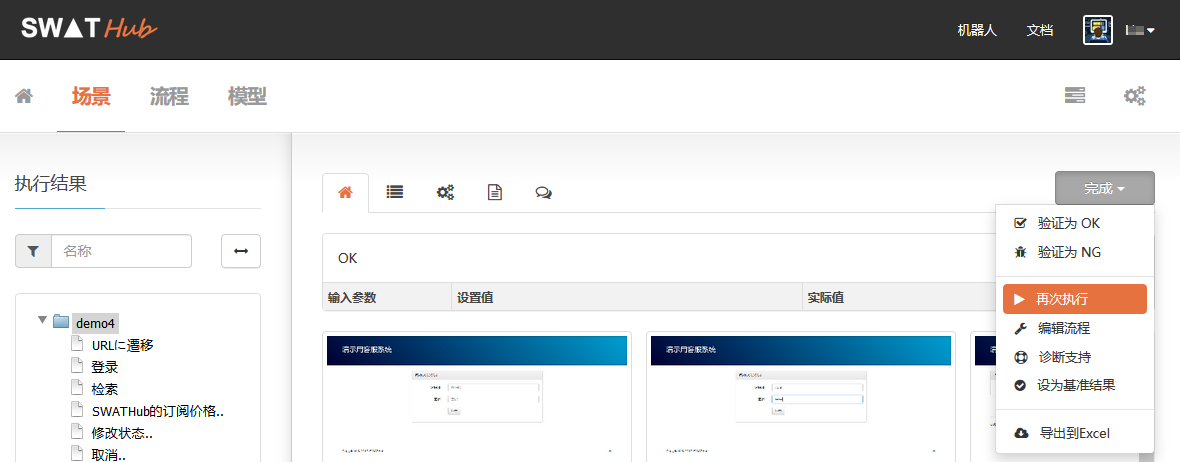 SWAT Hub
机器人 文档
场景 流程 模型
执行结果
完成
名称
验证为 OK
验证为 NG
再次执行
编辑流程
诊断支持
设为基准结果
导出到Excel
OK
输入参数 设置值 实际值
demo4
URLに遷移
登录
检索
SWATHub的订阅价格..
修改状态..
取消..
演示用客服系统
演示用客服系统